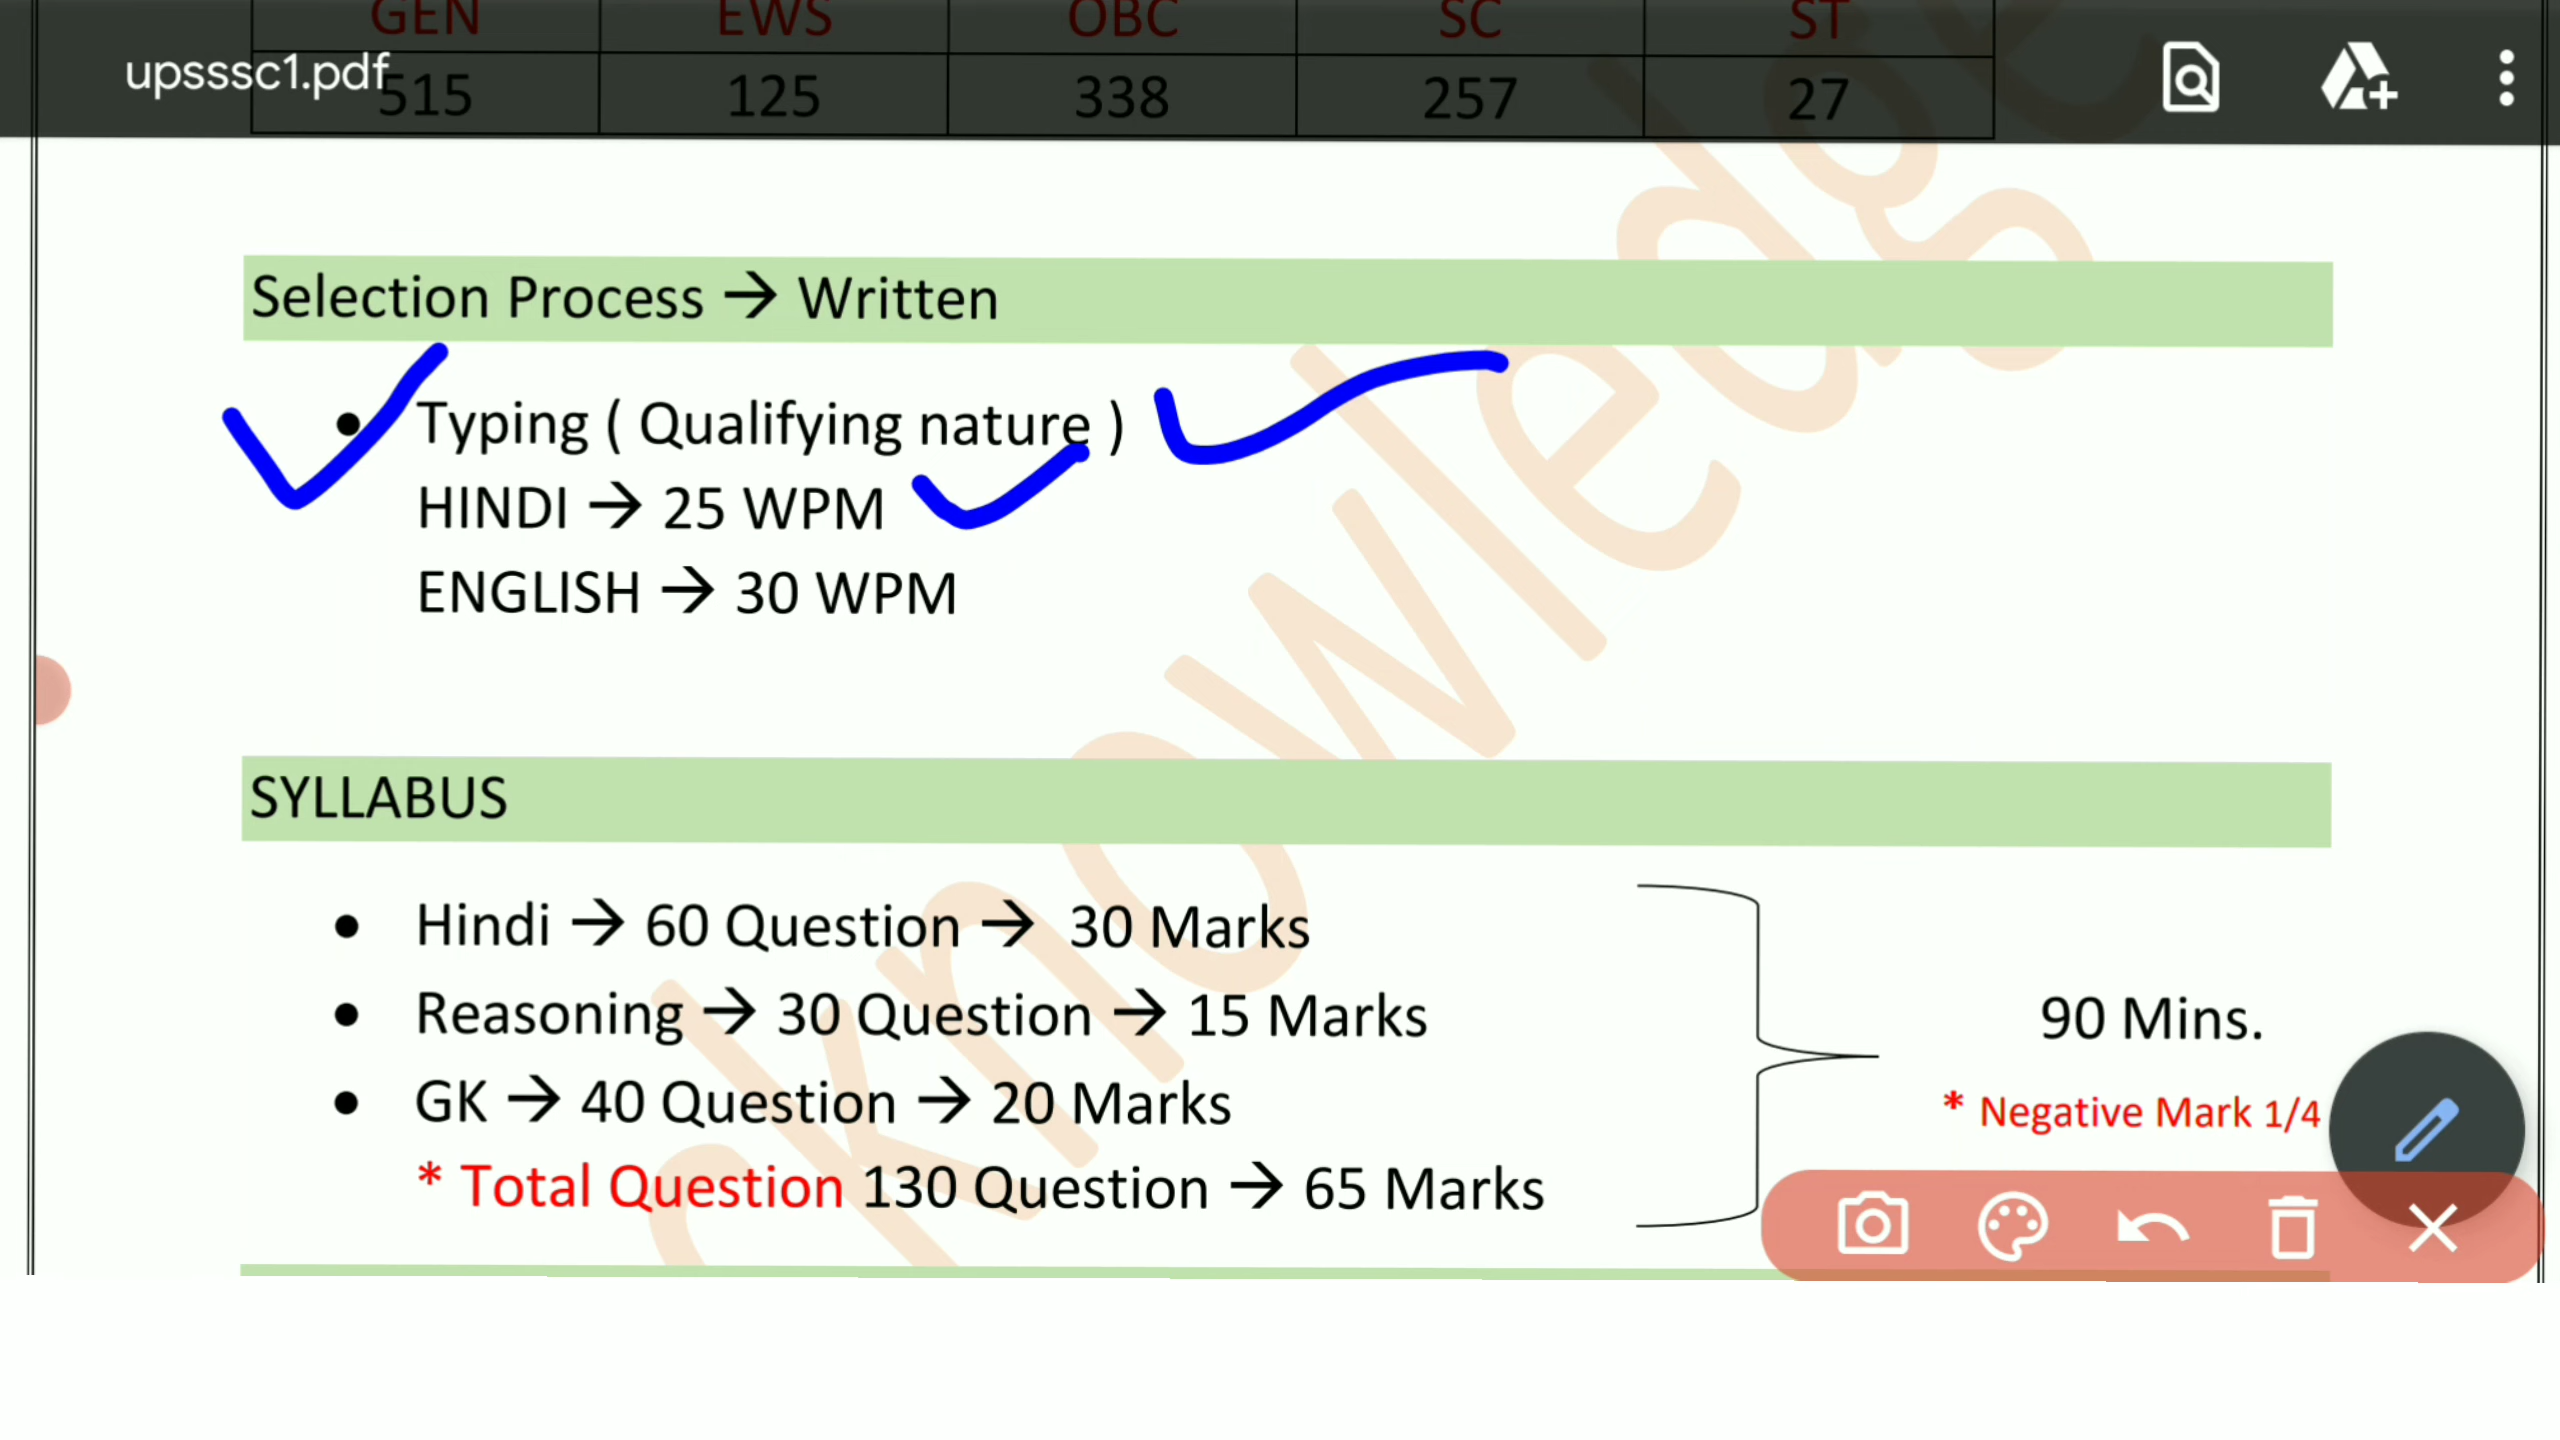 GEN EWS OBC SC ST
upsssc1.pdf
515 125 338 257 27
Selection Process → Written
• Typing ( Qualifying nature )
HINDI → 25 WPM
ENGLISH → 30 WPM
SYLLABUS
• Hindi → 60 Question → 30 Marks
• Reasoning → 30 Question → 15 Marks
• GK → 40 Question → 20 Marks
* Total Question 130 Question → 65 Marks
90 Mins.
* Negative Mark 1/4